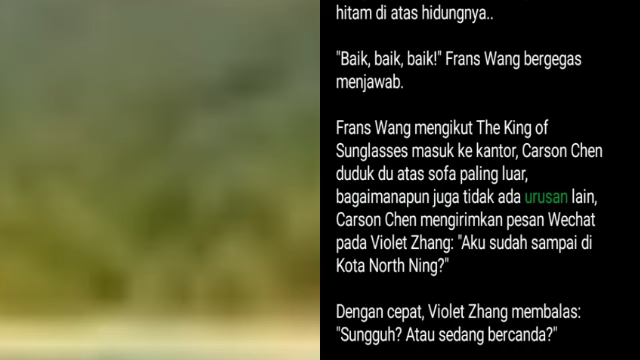 hitam di atas hidungnya..
"Baik, baik, baik!" Frans Wang bergegas
menjawab.
Frans Wang mengikut The King of
Sunglasses masuk ke kantor, Carson Chen
duduk du atas sofa paling luar,
bagaimanapun juga tidak ada urusan lain,
Carson Chen mengirimkan pesan Wechat
pada Violet Zhang: "Aku sudah sampai di
Kota North Ning?"
Dengan cepat, Violet Zhang membalas:
"Sungguh? Atau sedang bercanda?"